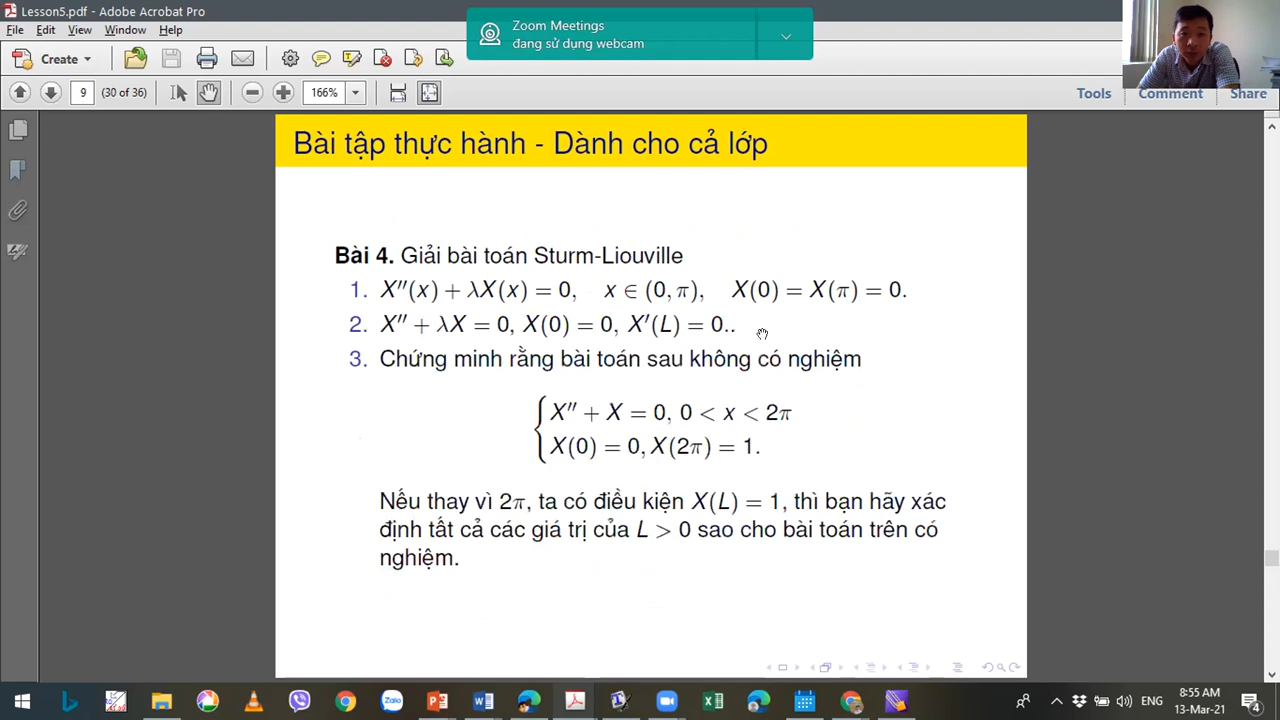 Lesson5.pdf - Adobe Acrobat Pro
File Edit View Window Help
Zoom Meetings
đang sử dụng webcam
Create
9 (30 of 36) 166%
Tools Comment Share
Bài tập thực hành - Dành cho cả lớp
Bài 4. Giải bài toán Sturm-Liouville
1. X″(x) + λX(x) = 0, x ∈ (0, π), X(0) = X(π) = 0.
2. X″ + λX = 0, X(0) = 0, X′(L) = 0..
3. Chứng minh rằng bài toán sau không có nghiệm
X″ + X = 0, 0 < x < 2π
X(0) = 0, X(2π) = 1.
Nếu thay vì 2π, ta có điều kiện X(L) = 1, thì bạn hãy xác
định tất cả các giá trị của L > 0 sao cho bài toán trên có
nghiệm.
ENG
8:55 AM
13-Mar-21
4